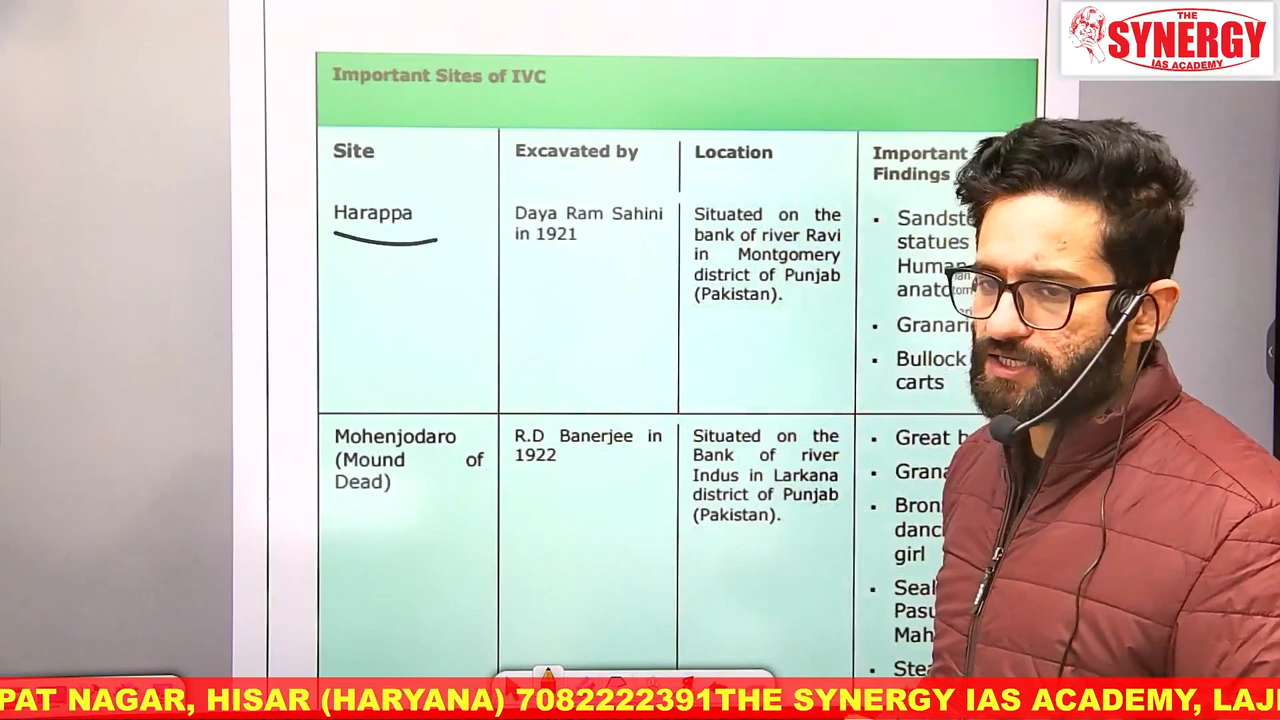 THE
SYNERGY
IAS ACADEMY
Important Sites of IVC
Site
Excavated by
Location
Important
Findings
Harappa
Daya Ram Sahini
in 1921
Situated on the
bank of river Ravi
in Montgomery
district of Punjab
(Pakistan).
statues
Human
Bullock
carts
Mohenjodaro
(Mound of
Dead)
R.D Banerjee in
1922
Situated on the
Bank of river
Indus in Larkana
district of Punjab
(Pakistan).
Great
girl
PAT NAGAR, HISAR (HARYANA) 7082222391THE SYNERGY IAS ACADEMY, LAJ